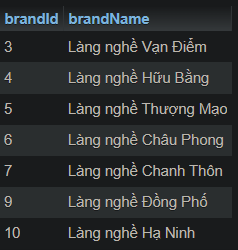 brandId brandName
3 Làng nghề Vạn Điểm
4 Làng nghề Hữu Bằng
5 Làng nghề Thượng Mạo
6 Làng nghề Châu Phong
7 Làng nghề Chanh Thôn
9 Làng nghề Đồng Phố
10 Làng nghề Hạ Ninh